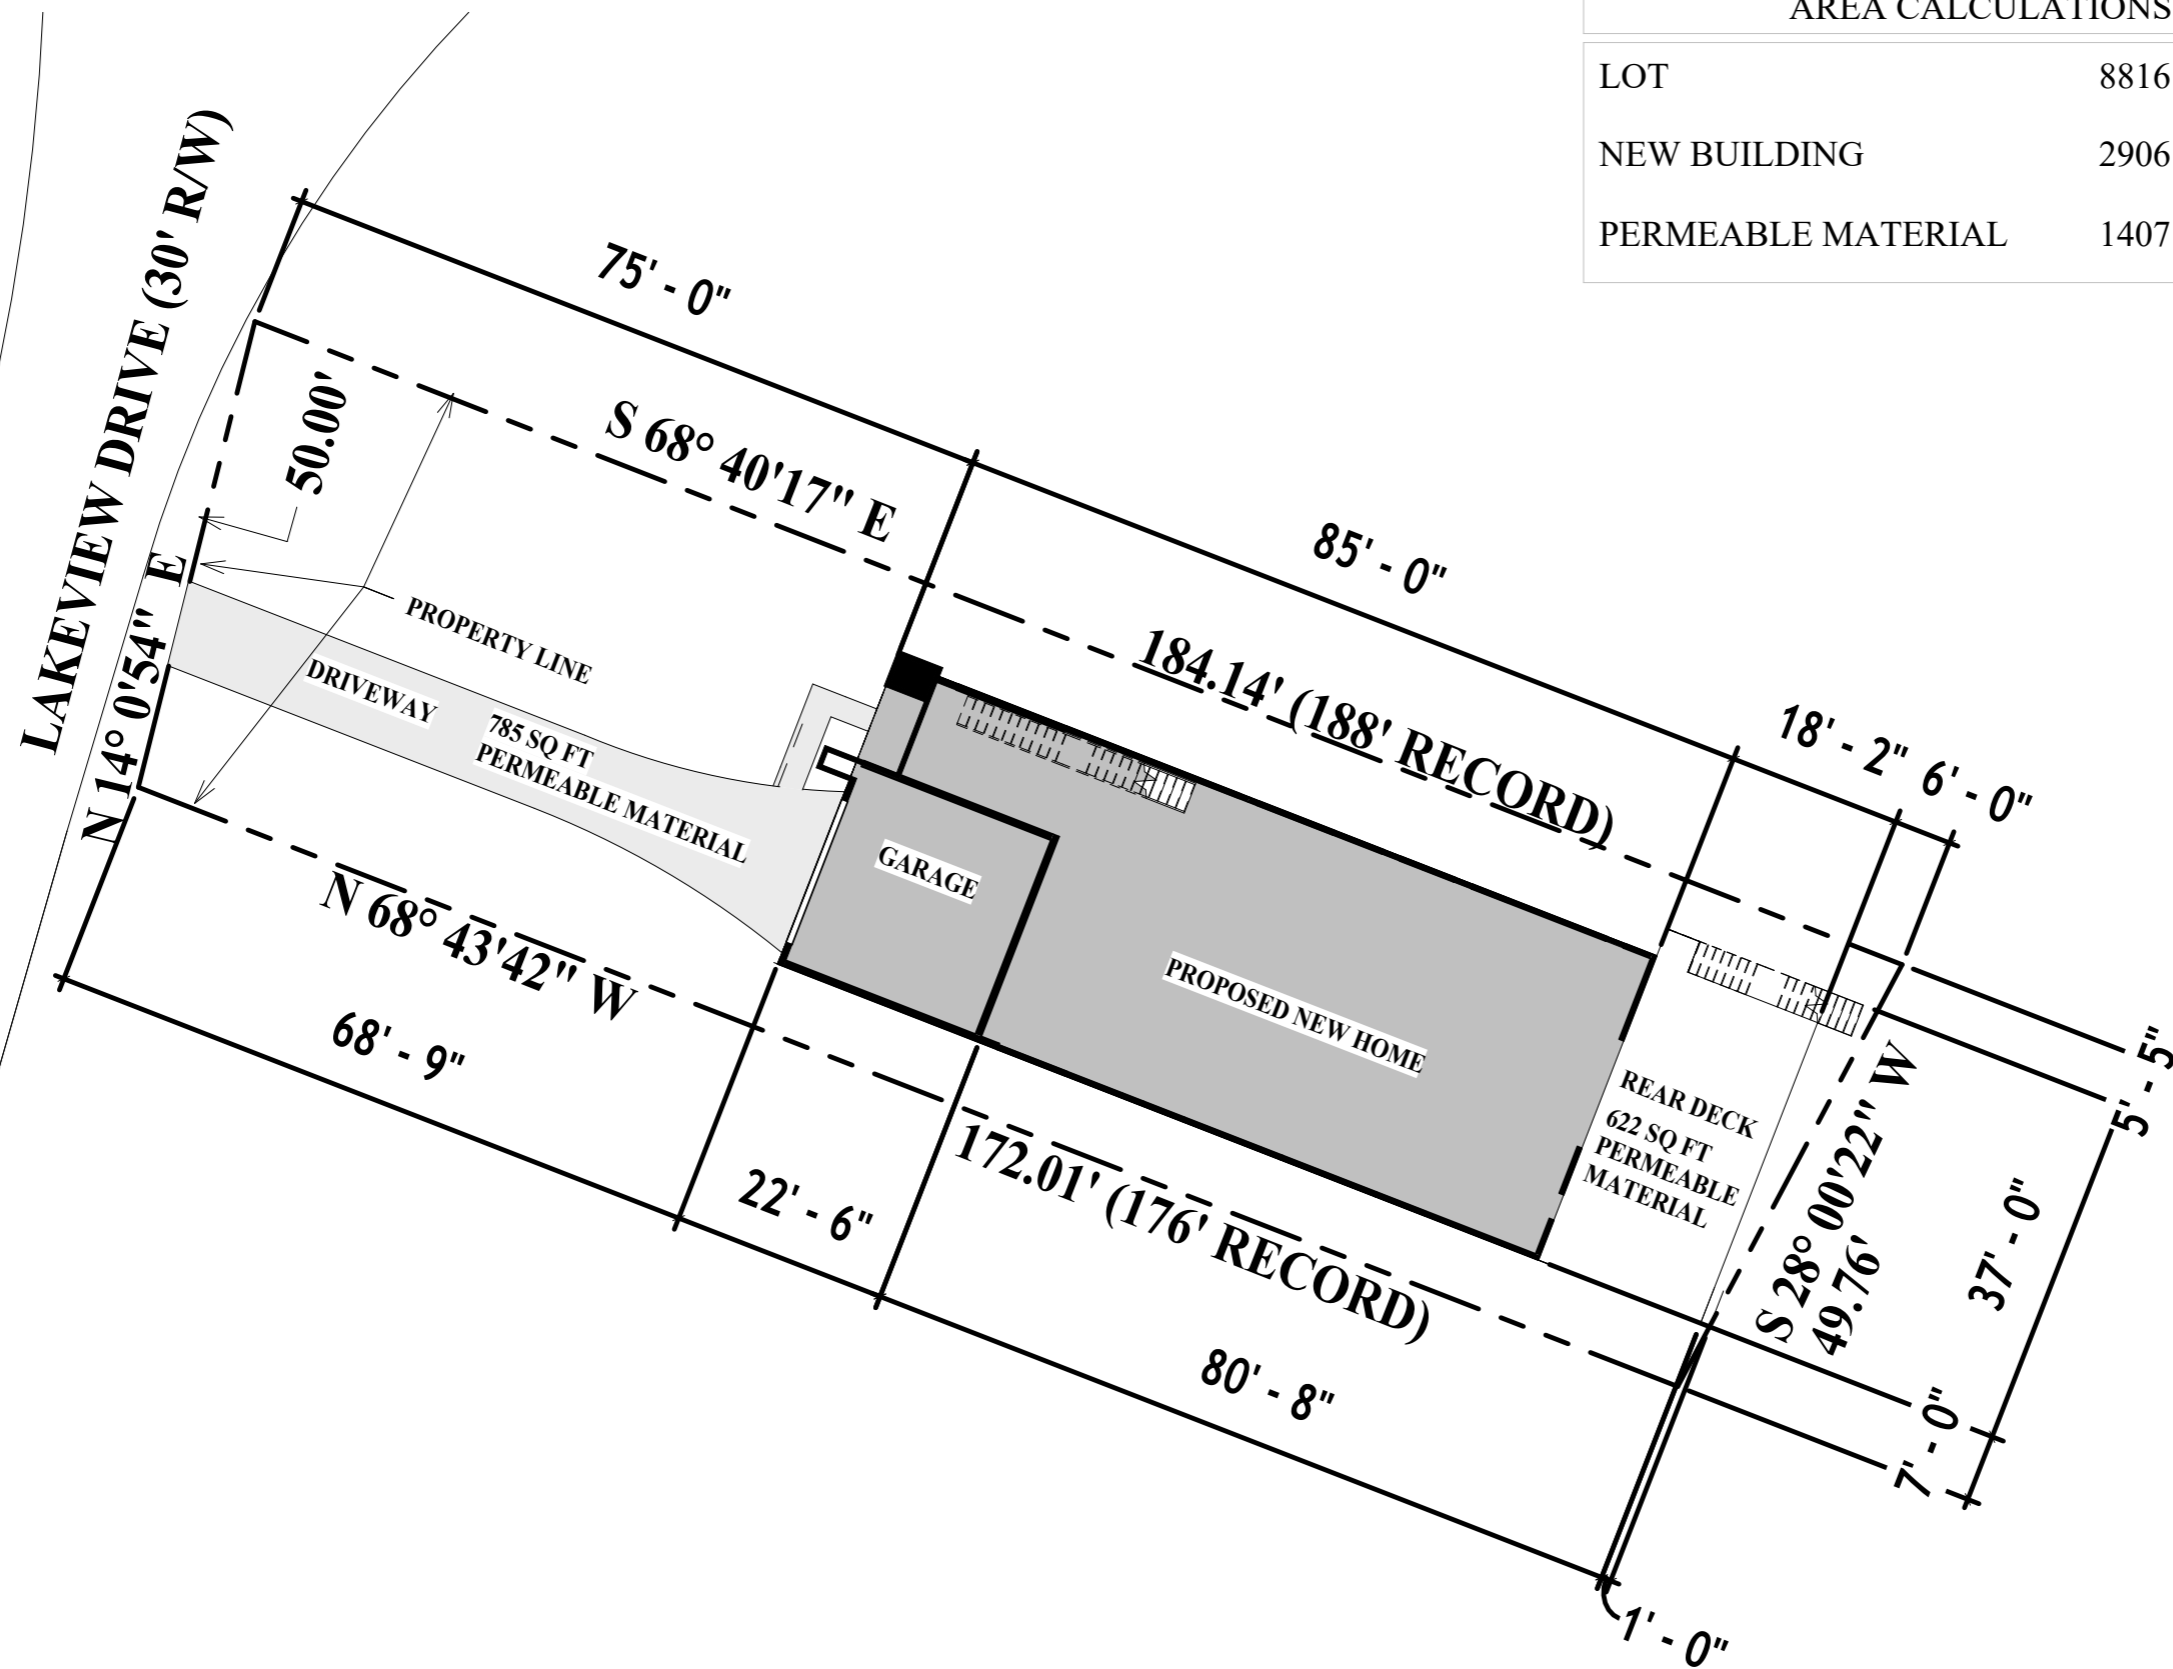 AREA CALCULATIONS
LOT 8816
NEW BUILDING 2906
PERMEABLE MATERIAL 1407
LAKEVIEW DRIVE (30' R/W)
75' - 0"
50.00'
S 68° 40'17" E
85' - 0"
N 14° 0'54" E
PROPERTY LINE
DRIVEWAY
785 SQ FT
PERMEABLE MATERIAL
184.14' (188' RECORD)
18' - 2"
6' - 0"
GARAGE
N 68° 43'42" W
68' - 9"
PROPOSED NEW HOME
REAR DECK
622 SQ FT
PERMEABLE
MATERIAL
5' - 5"
S 28° 00'22" W
49.76'
37' - 0"
172.01' (176' RECORD)
22' - 6"
80' - 8"
7' - 0"
1' - 0"